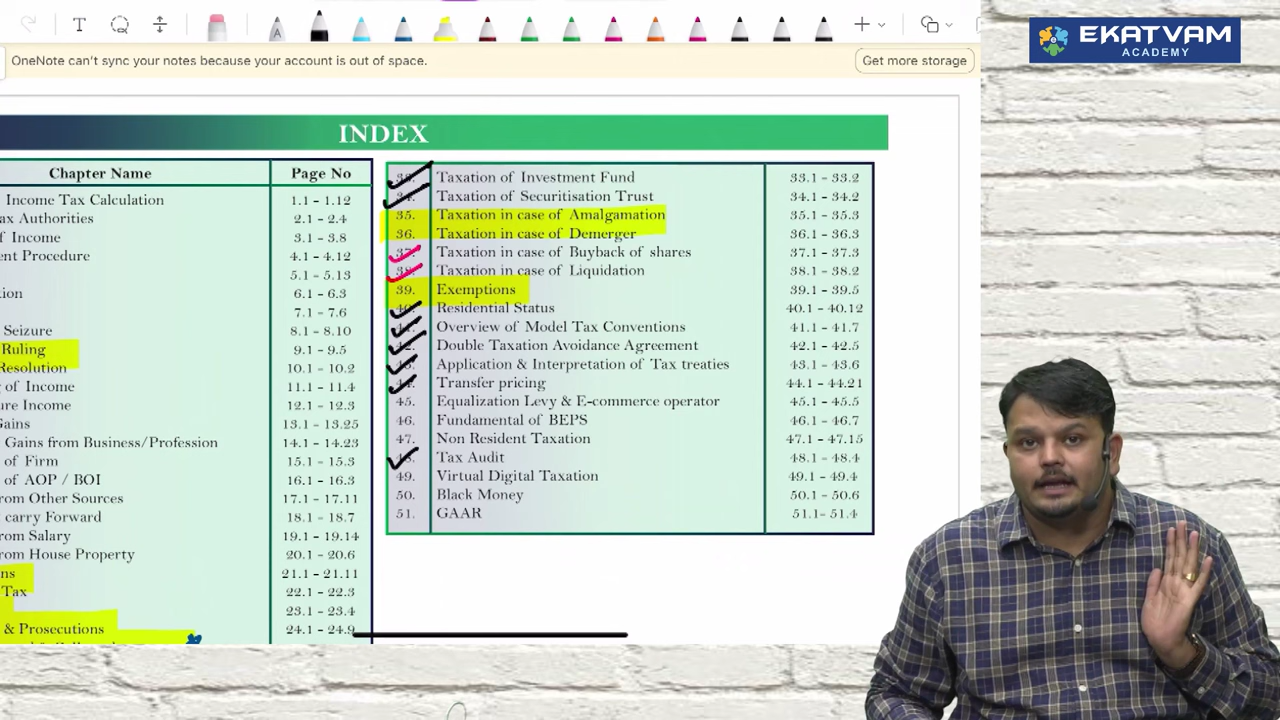 T
A
EKATVAM
ACADEMY
OneNote can't sync your notes because your account is out of space.
Get more storage
INDEX
Chapter Name Page No
Income Tax Calculation 1.1 - 1.12
ax Authorities 2.1 - 2.4
f Income 3.1 - 3.8
ent Procedure 4.1 - 4.12
5.1 - 5.13
ion 6.1 - 6.3
7.1 - 7.6
Seizure 8.1 - 8.10
Ruling 9.1 - 9.5
Resolution 10.1 - 10.2
g of Income 11.1 - 11.4
ure Income 12.1 - 12.3
Gains 13.1 - 13.25
Gains from Business/Profession 14.1 - 14.23
of Firm 15.1 - 15.3
of AOP / BOI 16.1 - 16.3
rom Other Sources 17.1 - 17.11
carry Forward 18.1 - 18.7
rom Salary 19.1 - 19.14
rom House Property 20.1 - 20.6
ns 21.1 - 21.11
Tax 22.1 - 22.3
23.1 - 23.4
& Prosecutions 24.1 - 24.9
33. Taxation of Investment Fund 33.1 - 33.2
34. Taxation of Securitisation Trust 34.1 - 34.2
35. Taxation in case of Amalgamation 35.1 - 35.3
36. Taxation in case of Demerger 36.1 - 36.3
37. Taxation in case of Buyback of shares 37.1 - 37.3
38. Taxation in case of Liquidation 38.1 - 38.2
39. Exemptions 39.1 - 39.5
40. Residential Status 40.1 - 40.12
41. Overview of Model Tax Conventions 41.1 - 41.7
42. Double Taxation Avoidance Agreement 42.1 - 42.5
43. Application & Interpretation of Tax treaties 43.1 - 43.6
44. Transfer pricing 44.1 - 44.21
45. Equalization Levy & E-commerce operator 45.1 - 45.5
46. Fundamental of BEPS 46.1 - 46.7
47. Non Resident Taxation 47.1 - 47.15
48. Tax Audit 48.1 - 48.4
49. Virtual Digital Taxation 49.1 - 49.4
50. Black Money 50.1 - 50.6
51. GAAR 51.1- 51.4